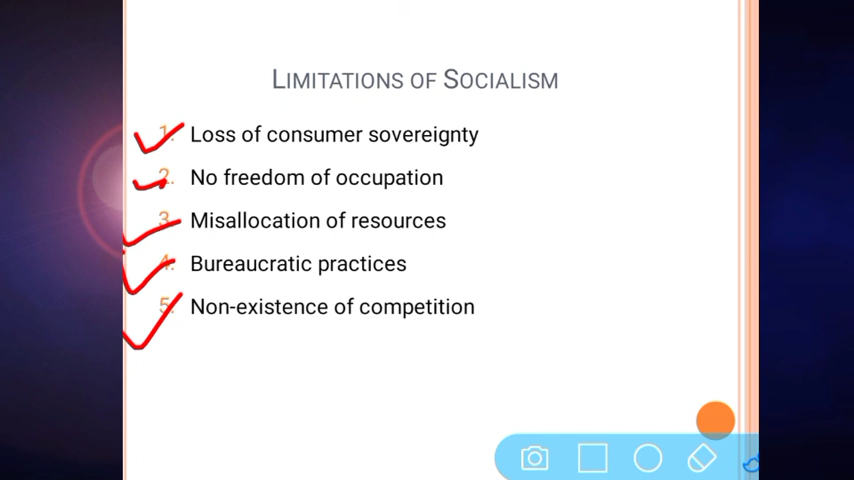 LIMITATIONS OF SOCIALISM
1. Loss of consumer sovereignty
2. No freedom of occupation
3. Misallocation of resources
4. Bureaucratic practices
5. Non-existence of competition